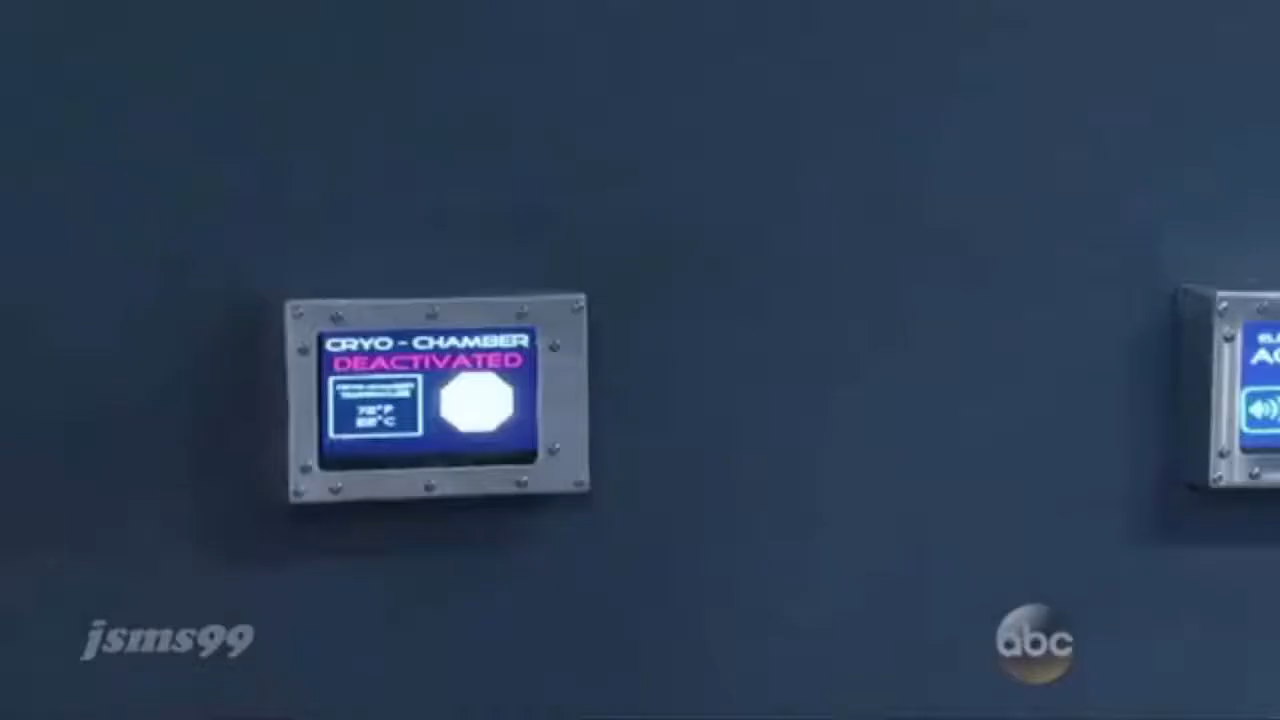 CRYO - CHAMBER
DEACTIVATED
72°F
22°C
jsms99
abc